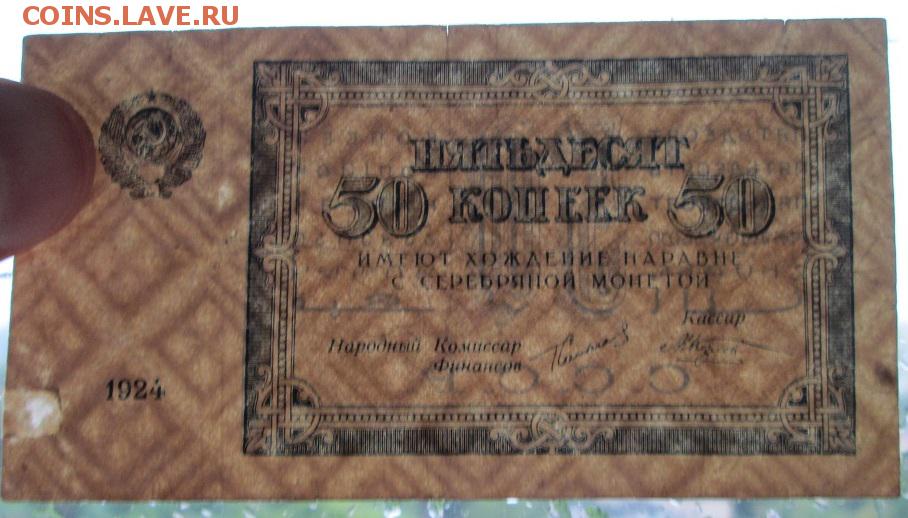 COINS.LAVE.RU
ПЯТЬДЕСЯТ
50 КОПЕЕК 50
ИМЕЮТ ХОЖДЕНИЕ НАРАВНЕ
С СЕРЕБРЯНОЙ МОНЕТОЙ
Кассир
Народный Комиссар
Финансов
1924